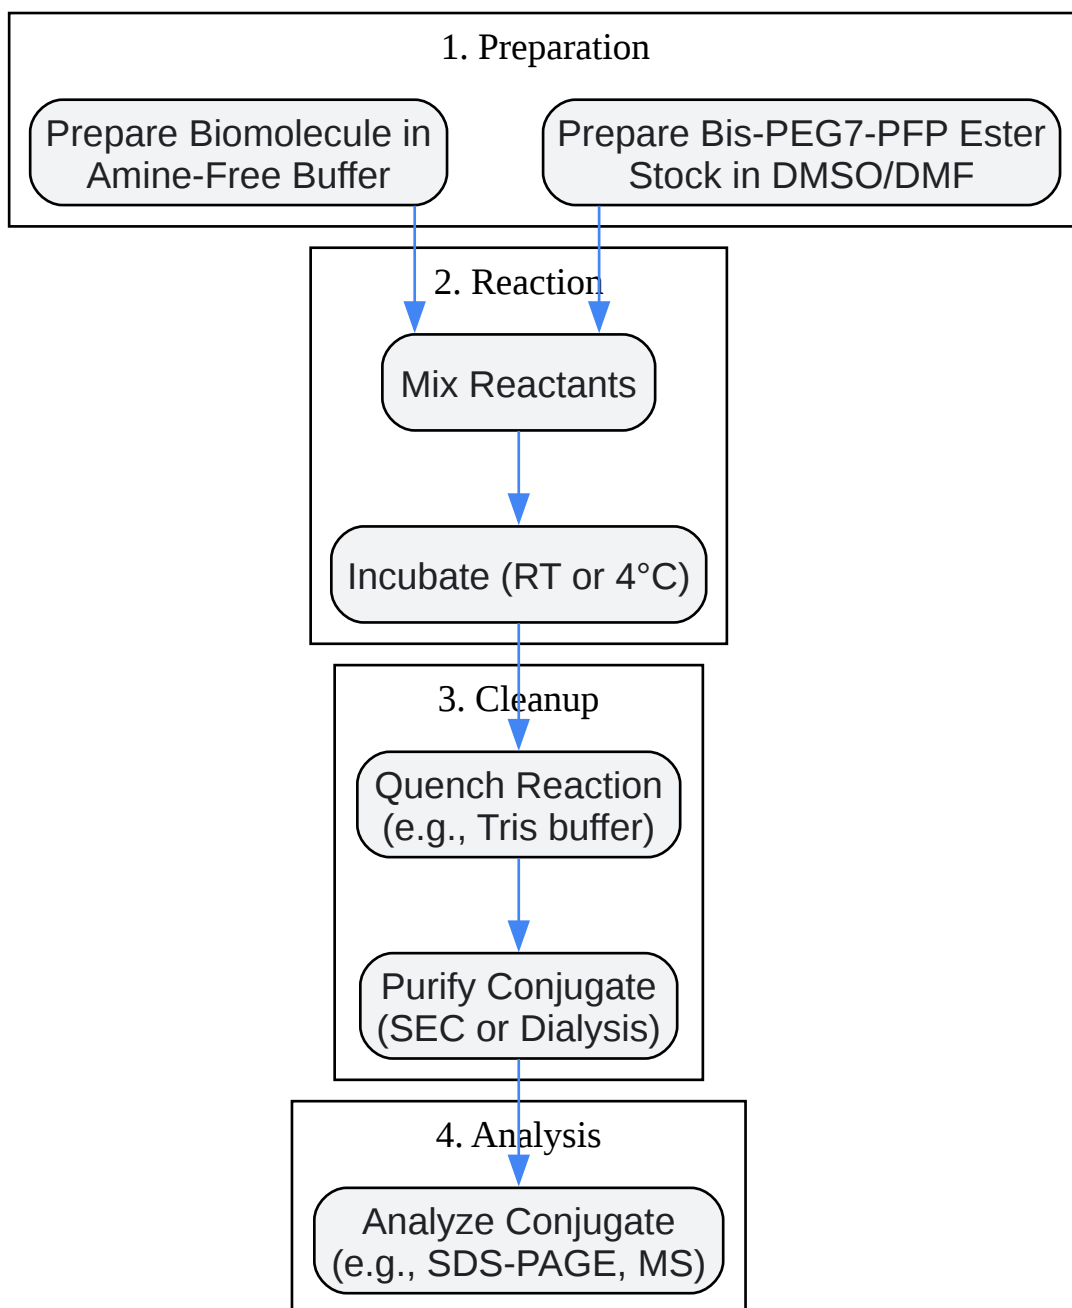 1. Preparation
Prepare Biomolecule in
Amine-Free Buffer
Prepare Bis-PEG7-PFP Ester
Stock in DMSO/DMF
2. Reaction
Mix Reactants
Incubate (RT or 4°C)
3. Cleanup
Quench Reaction
(e.g., Tris buffer)
Purify Conjugate
(SEC or Dialysis)
4. Analysis
Analyze Conjugate
(e.g., SDS-PAGE, MS)